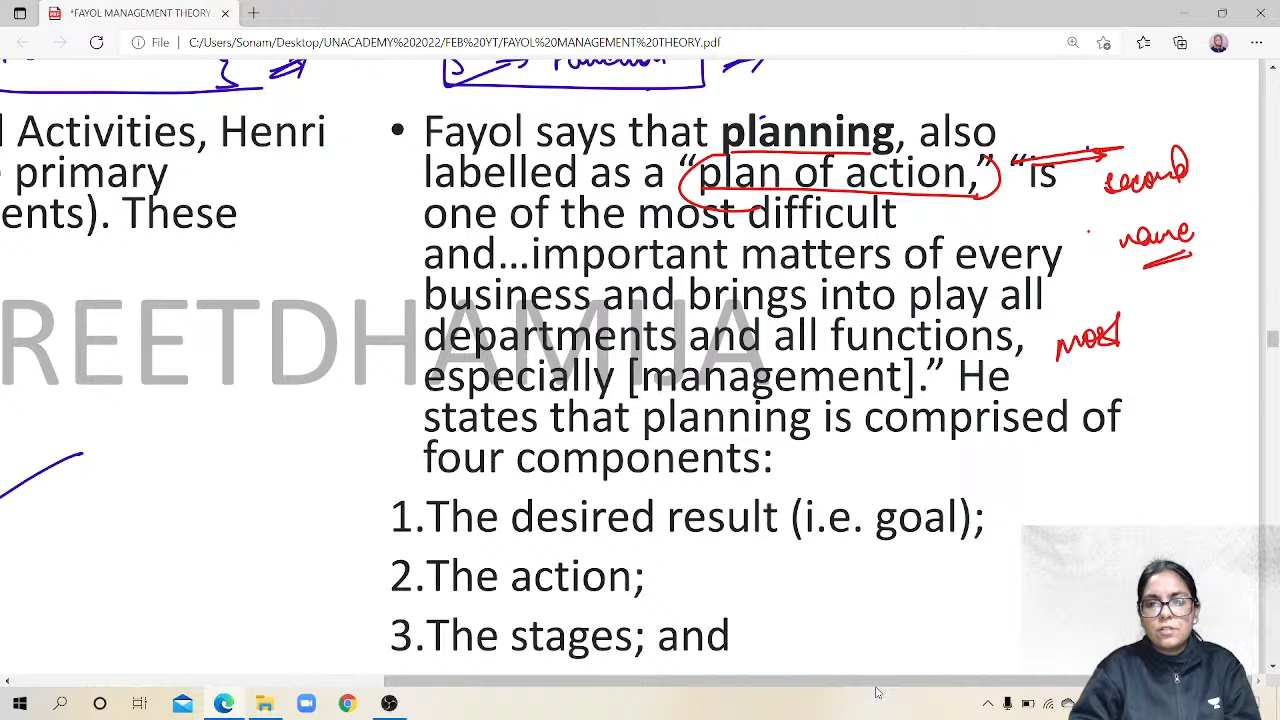 *FAYOL MANAGEMENT THEORY.
File
C:/Users/Sonam/Desktop/UNACADEMY%202022/FEB%20YT/FAYOL%20MANAGEMENT%20THEORY.pdf
Function
d Activities, Henri
primary
ents). These
• Fayol says that planning, also
labelled as a “plan of action,” “is
one of the most difficult
and...important matters of every
business and brings into play all
departments and all functions,
especially [management].” He
states that planning is comprised of
four components:
1.The desired result (i.e. goal);
2.The action;
3.The stages; and
second
name
most
REETDHAMIJA